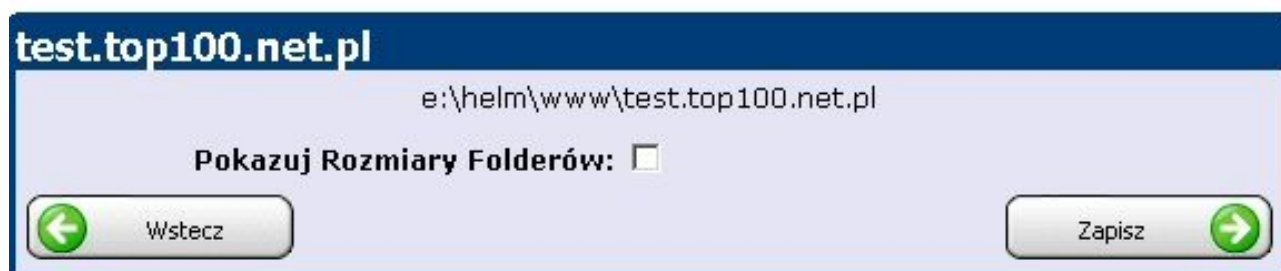 test.top100.net.pl
e:\helm\www\test.top100.net.pl
Pokazuj Rozmiary Folderów:
Wstecz
Zapisz